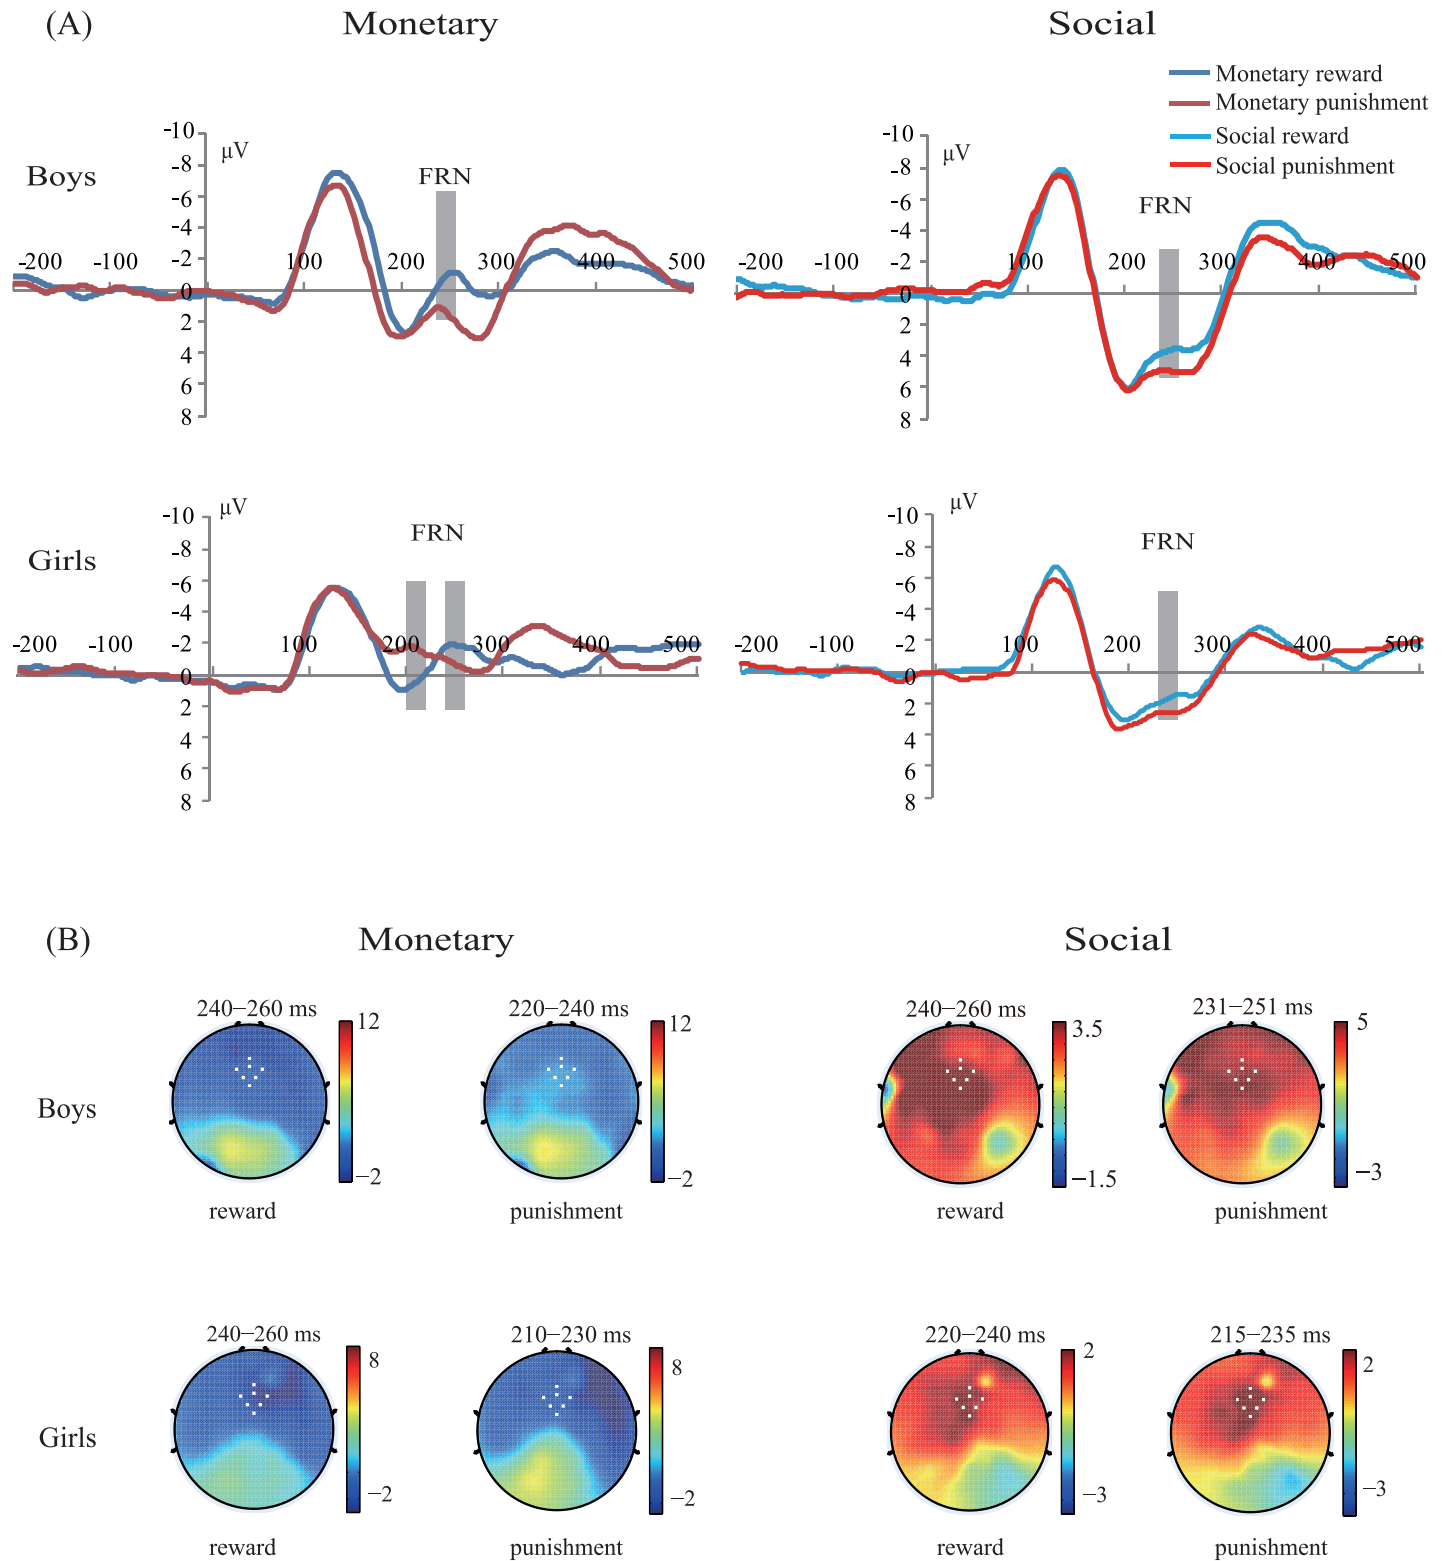 (A)
Monetary
Social
Monetary reward
Monetary punishment
Social reward
Social punishment
Boys
-10
-8
-6
-4
-2
0
2
4
6
8
µV
FRN
-200 -100 100 200 300 400 500
-10
-8
-6
-4
-2
0
2
4
6
8
µV
FRN
-200 -100 100 200 300 400 500
Girls
-10
-8
-6
-4
-2
0
2
4
6
8
µV
FRN
-200 -100 100 200 300 400 500
-10
-8
-6
-4
-2
0
2
4
6
8
µV
FRN
-200 -100 100 200 300 400 500
(B)
Monetary
Social
Boys
240–260 ms
12
–2
reward
220–240 ms
12
–2
punishment
240–260 ms
3.5
–1.5
reward
231–251 ms
5
–3
punishment
Girls
240–260 ms
8
–2
reward
210–230 ms
8
–2
punishment
220–240 ms
2
–3
reward
215–235 ms
2
–3
punishment